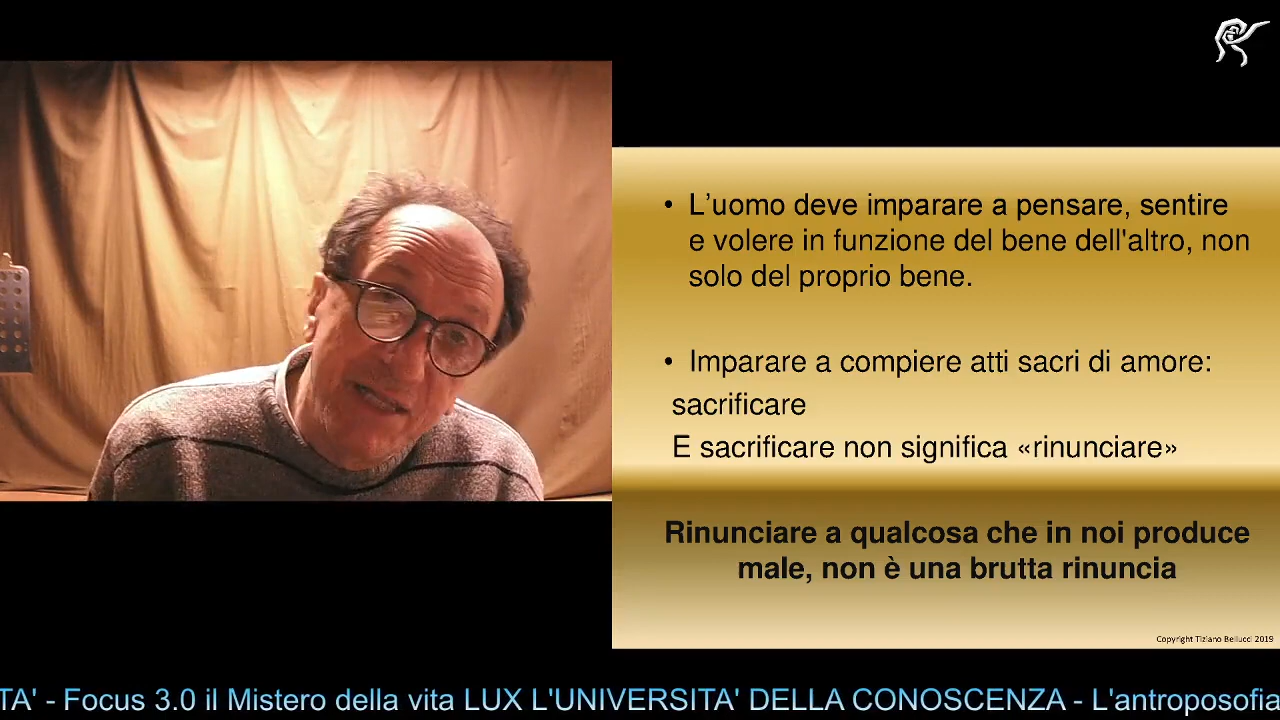 • L’uomo deve imparare a pensare, sentire
e volere in funzione del bene dell'altro, non
solo del proprio bene.
• Imparare a compiere atti sacri di amore:
sacrificare
E sacrificare non significa «rinunciare»
Rinunciare a qualcosa che in noi produce
male, non è una brutta rinuncia
Copyright Tiziano Bellucci 2019
TA' - Focus 3.0 il Mistero della vita LUX L'UNIVERSITA' DELLA CONOSCENZA - L'antroposofia